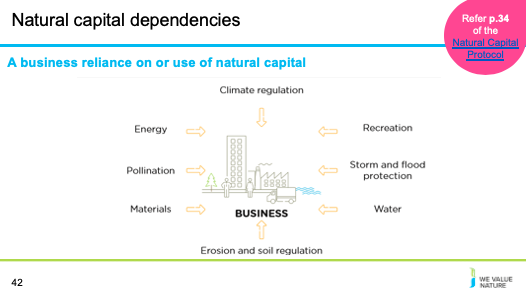 Natural capital dependencies
Refer p.34
of the
Natural Capital
Protocol
A business reliance on or use of natural capital
Climate regulation
Energy
Recreation
Pollination
Storm and flood
protection
Materials
Water
BUSINESS
Erosion and soil regulation
42
WE VALUE
NATURE